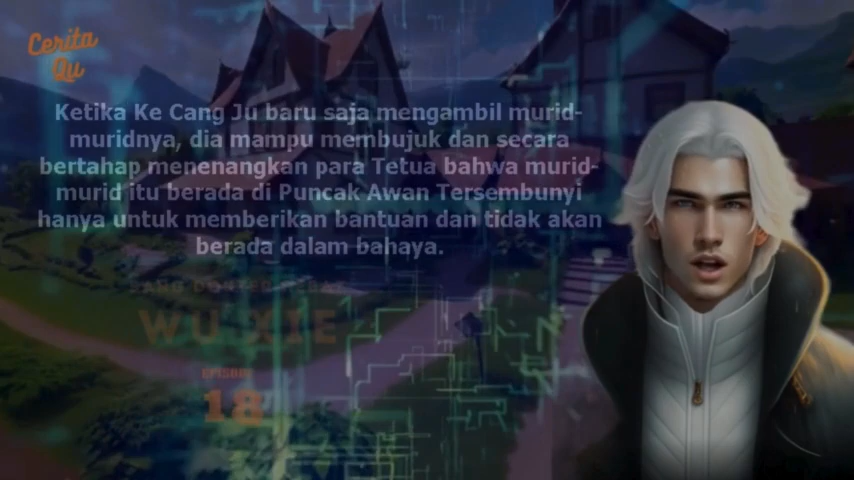 Cerita
Qu
Ketika Ke Cang Ju baru saja mengambil murid-
muridnya, dia mampu membujuk dan secara
bertahap menenangkan para Tetua bahwa murid-
murid itu berada di Puncak Awan Tersembunyi
hanya untuk memberikan bantuan dan tidak akan
berada dalam bahaya.
WU XIE
18